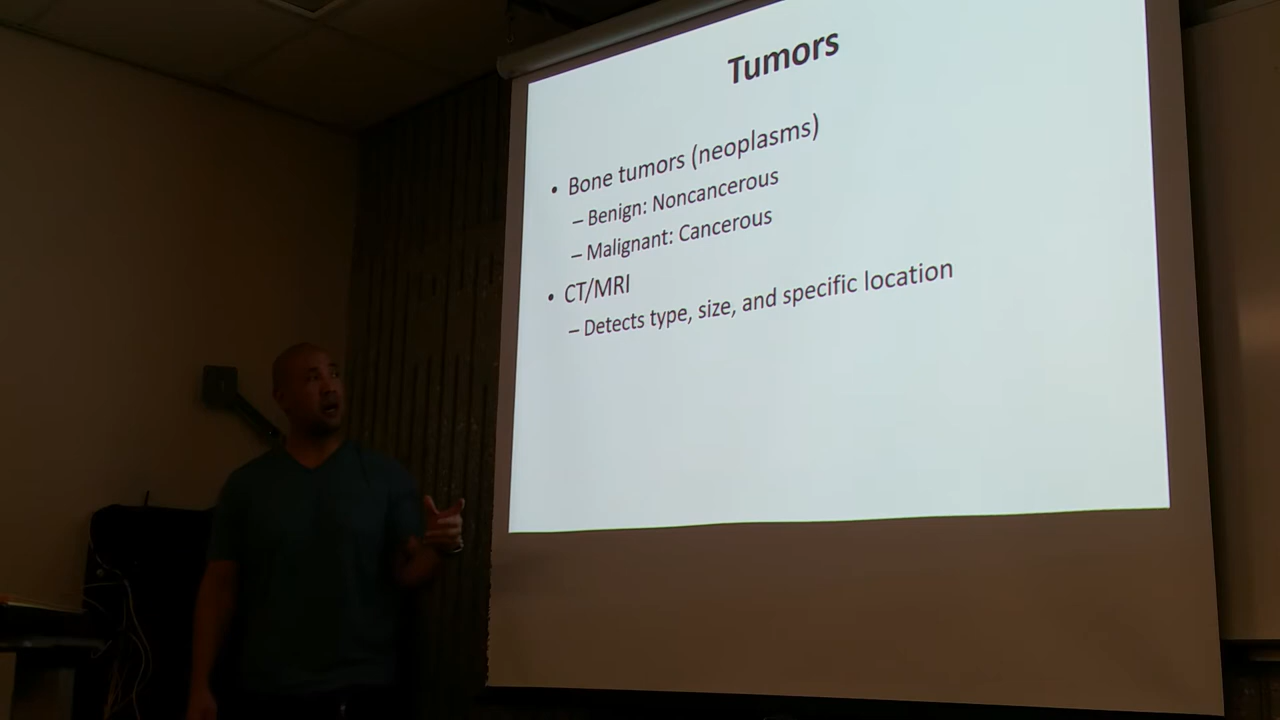 Tumors
• Bone tumors (neoplasms)
– Benign: Noncancerous
– Malignant: Cancerous
• CT/MRI
– Detects type, size, and specific location